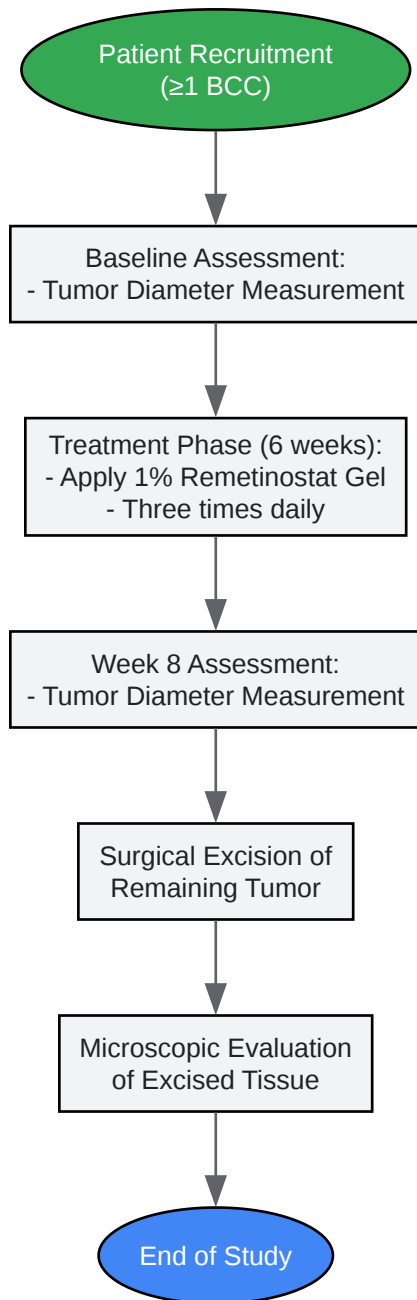 Patient Recruitment
(≥1 BCC)
Baseline Assessment:
- Tumor Diameter Measurement
Treatment Phase (6 weeks):
- Apply 1% Remetinostat Gel
- Three times daily
Week 8 Assessment:
- Tumor Diameter Measurement
Surgical Excision of
Remaining Tumor
Microscopic Evaluation
of Excised Tissue
End of Study